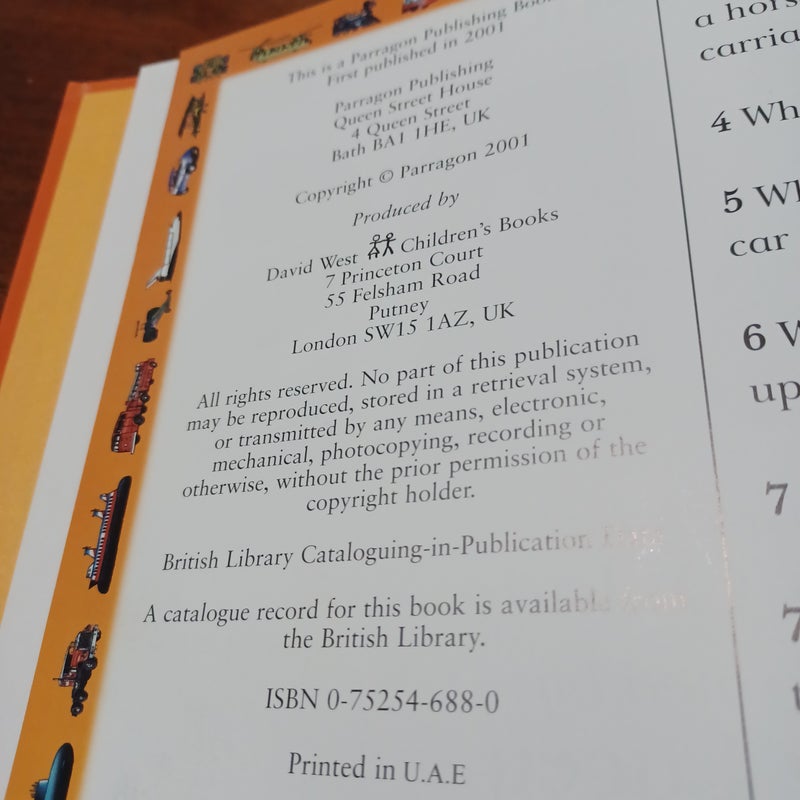 This is a Parragon Publishing Book
First published in 2001
Parragon Publishing
Queen Street House
4 Queen Street
Bath BA1 1HE, UK
Copyright © Parragon 2001
Produced by
David West Children's Books
7 Princeton Court
55 Felsham Road
Putney
London SW15 1AZ, UK
All rights reserved. No part of this publication
may be reproduced, stored in a retrieval system,
or transmitted by any means, electronic,
mechanical, photocopying, recording or
otherwise, without the prior permission of the
copyright holder.
British Library Cataloguing-in-Publication Data
A catalogue record for this book is available from
the British Library.
ISBN 0-75254-688-0
Printed in U.A.E
a hors
carria
4 Wh
5 Wh
car
6 W
up
7
7